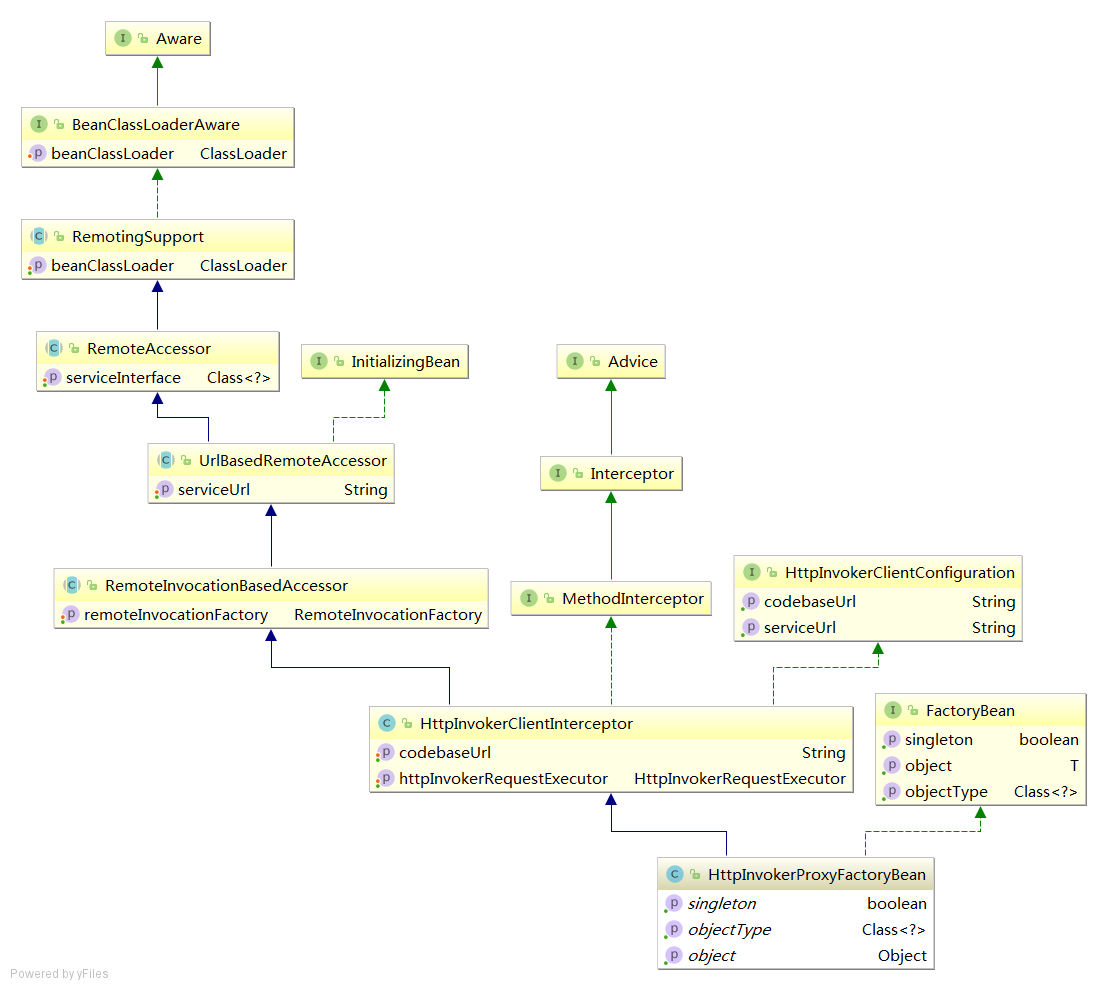 I Aware
I BeanClassLoaderAware
p beanClassLoader ClassLoader
C RemotingSupport
p beanClassLoader ClassLoader
C RemoteAccessor
p serviceInterface Class<?>
I InitializingBean
I Advice
C UrlBasedRemoteAccessor
p serviceUrl String
I Interceptor
C RemoteInvocationBasedAccessor
p remoteInvocationFactory RemoteInvocationFactory
I MethodInterceptor
I HttpInvokerClientConfiguration
p codebaseUrl String
p serviceUrl String
C HttpInvokerClientInterceptor
p codebaseUrl String
p httpInvokerRequestExecutor HttpInvokerRequestExecutor
I FactoryBean
p singleton boolean
p object T
p objectType Class<?>
C HttpInvokerProxyFactoryBean
p singleton boolean
p objectType Class<?>
p object Object
Powered by yFiles